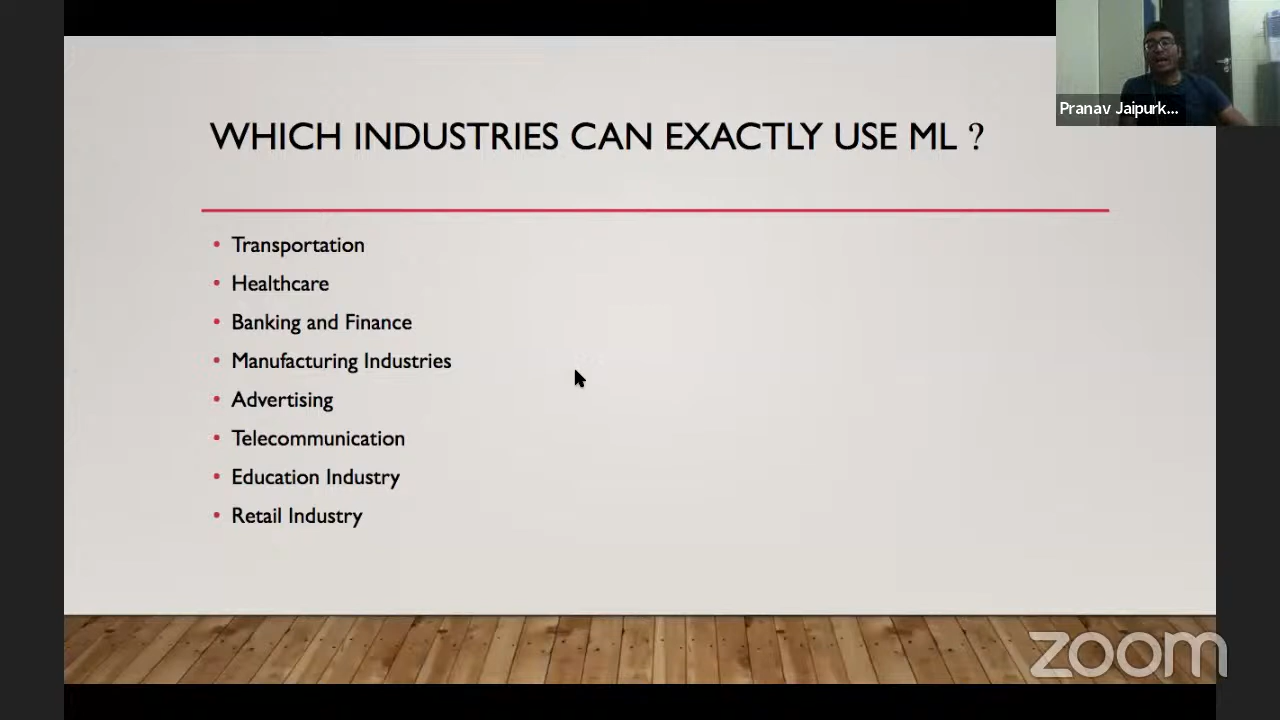 WHICH INDUSTRIES CAN EXACTLY USE ML ?
Pranav Jaipurk...
• Transportation
• Healthcare
• Banking and Finance
• Manufacturing Industries
• Advertising
• Telecommunication
• Education Industry
• Retail Industry
zoom